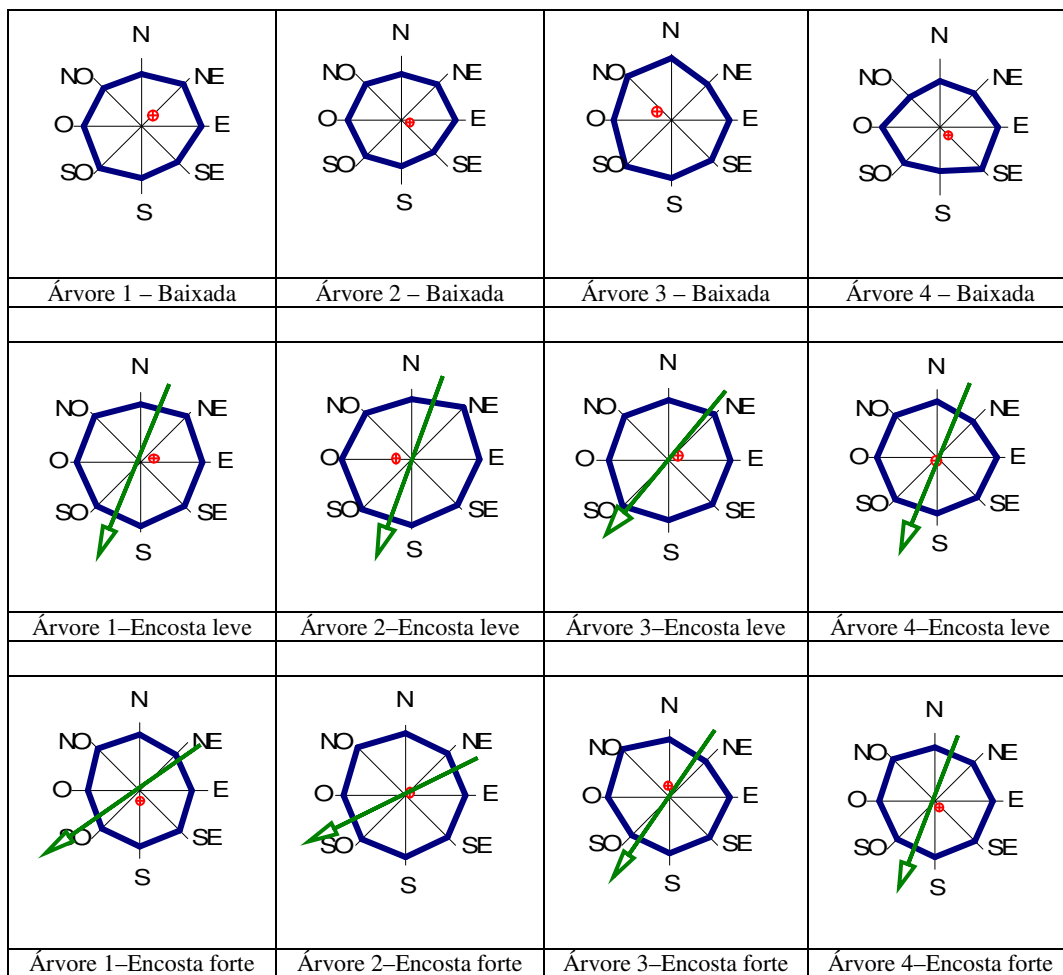 N
NO NE
O E
SO SE
S
Árvore 1 – Baixada
N
NO NE
O E
SO SE
S
Árvore 2 – Baixada
N
NO NE
O E
SO SE
S
Árvore 3 – Baixada
N
NO NE
O E
SO SE
S
Árvore 4 – Baixada
N
NO NE
O E
SO SE
S
Árvore 1–Encosta leve
N
NO NE
O E
SO SE
S
Árvore 2–Encosta leve
N
NO NE
O E
SO SE
S
Árvore 3–Encosta leve
N
NO NE
O E
SO SE
S
Árvore 4–Encosta leve
N
NO NE
O E
SO SE
S
Árvore 1–Encosta forte
N
NO NE
O E
SO SE
S
Árvore 2–Encosta forte
N
NO NE
O E
SO SE
S
Árvore 3–Encosta forte
N
NO NE
O E
SO SE
S
Árvore 4–Encosta forte